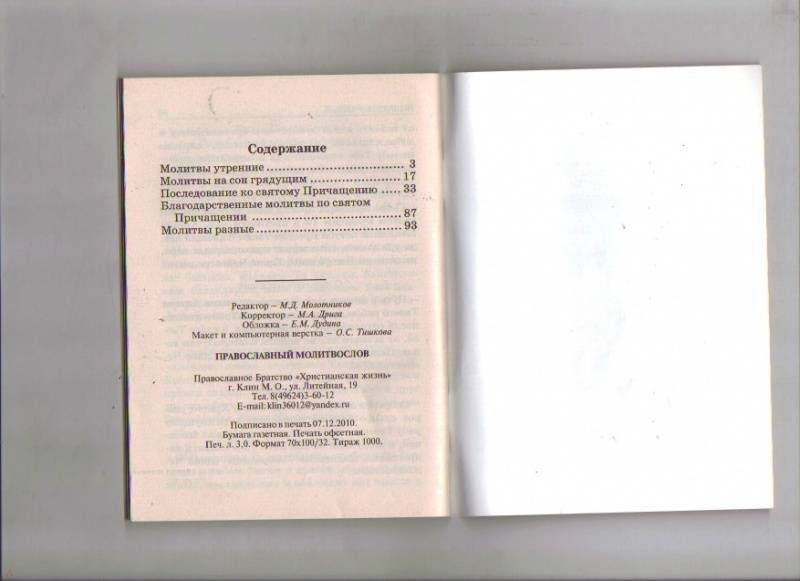 Содержание
Молитвы утренние ........................................ 3
Молитвы на сон грядущим ........................ 17
Последование ко святому Причащению ..... 33
Благодарственные молитвы по святом
Причащении ....................................... 87
Молитвы разные ...................................... 93
Редактор – М.Д. Молотников
Корректор – М.А. Дрига
Обложка – Е.М. Дудина
Макет и компьютерная верстка – О.С. Тишкова
ПРАВОСЛАВНЫЙ МОЛИТВОСЛОВ
Православное Братство «Христианская жизнь»
г. Клин М. О., ул. Литейная, 19
Тел. 8(49624)3-60-12
E-mail: klin36012@yandex.ru
Подписано в печать 07.12.2010.
Бумага газетная. Печать офсетная.
Печ. л. 3,0. Формат 70х100/32. Тираж 1000.